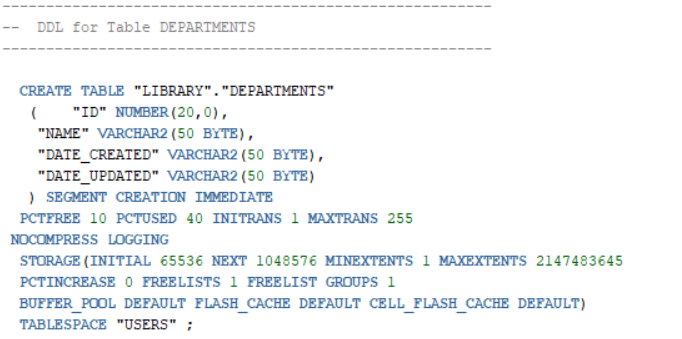 --------------------------------------------------------
--  DDL for Table DEPARTMENTS
--------------------------------------------------------
CREATE TABLE "LIBRARY"."DEPARTMENTS"
(    "ID" NUMBER(20,0),
"NAME" VARCHAR2(50 BYTE),
"DATE_CREATED" VARCHAR2(50 BYTE),
"DATE_UPDATED" VARCHAR2(50 BYTE)
) SEGMENT CREATION IMMEDIATE
PCTFREE 10 PCTUSED 40 INITRANS 1 MAXTRANS 255
NOCOMPRESS LOGGING
STORAGE(INITIAL 65536 NEXT 1048576 MINEXTENTS 1 MAXEXTENTS 2147483645
PCTINCREASE 0 FREELISTS 1 FREELIST GROUPS 1
BUFFER_POOL DEFAULT FLASH_CACHE DEFAULT CELL_FLASH_CACHE DEFAULT)
TABLESPACE "USERS" ;